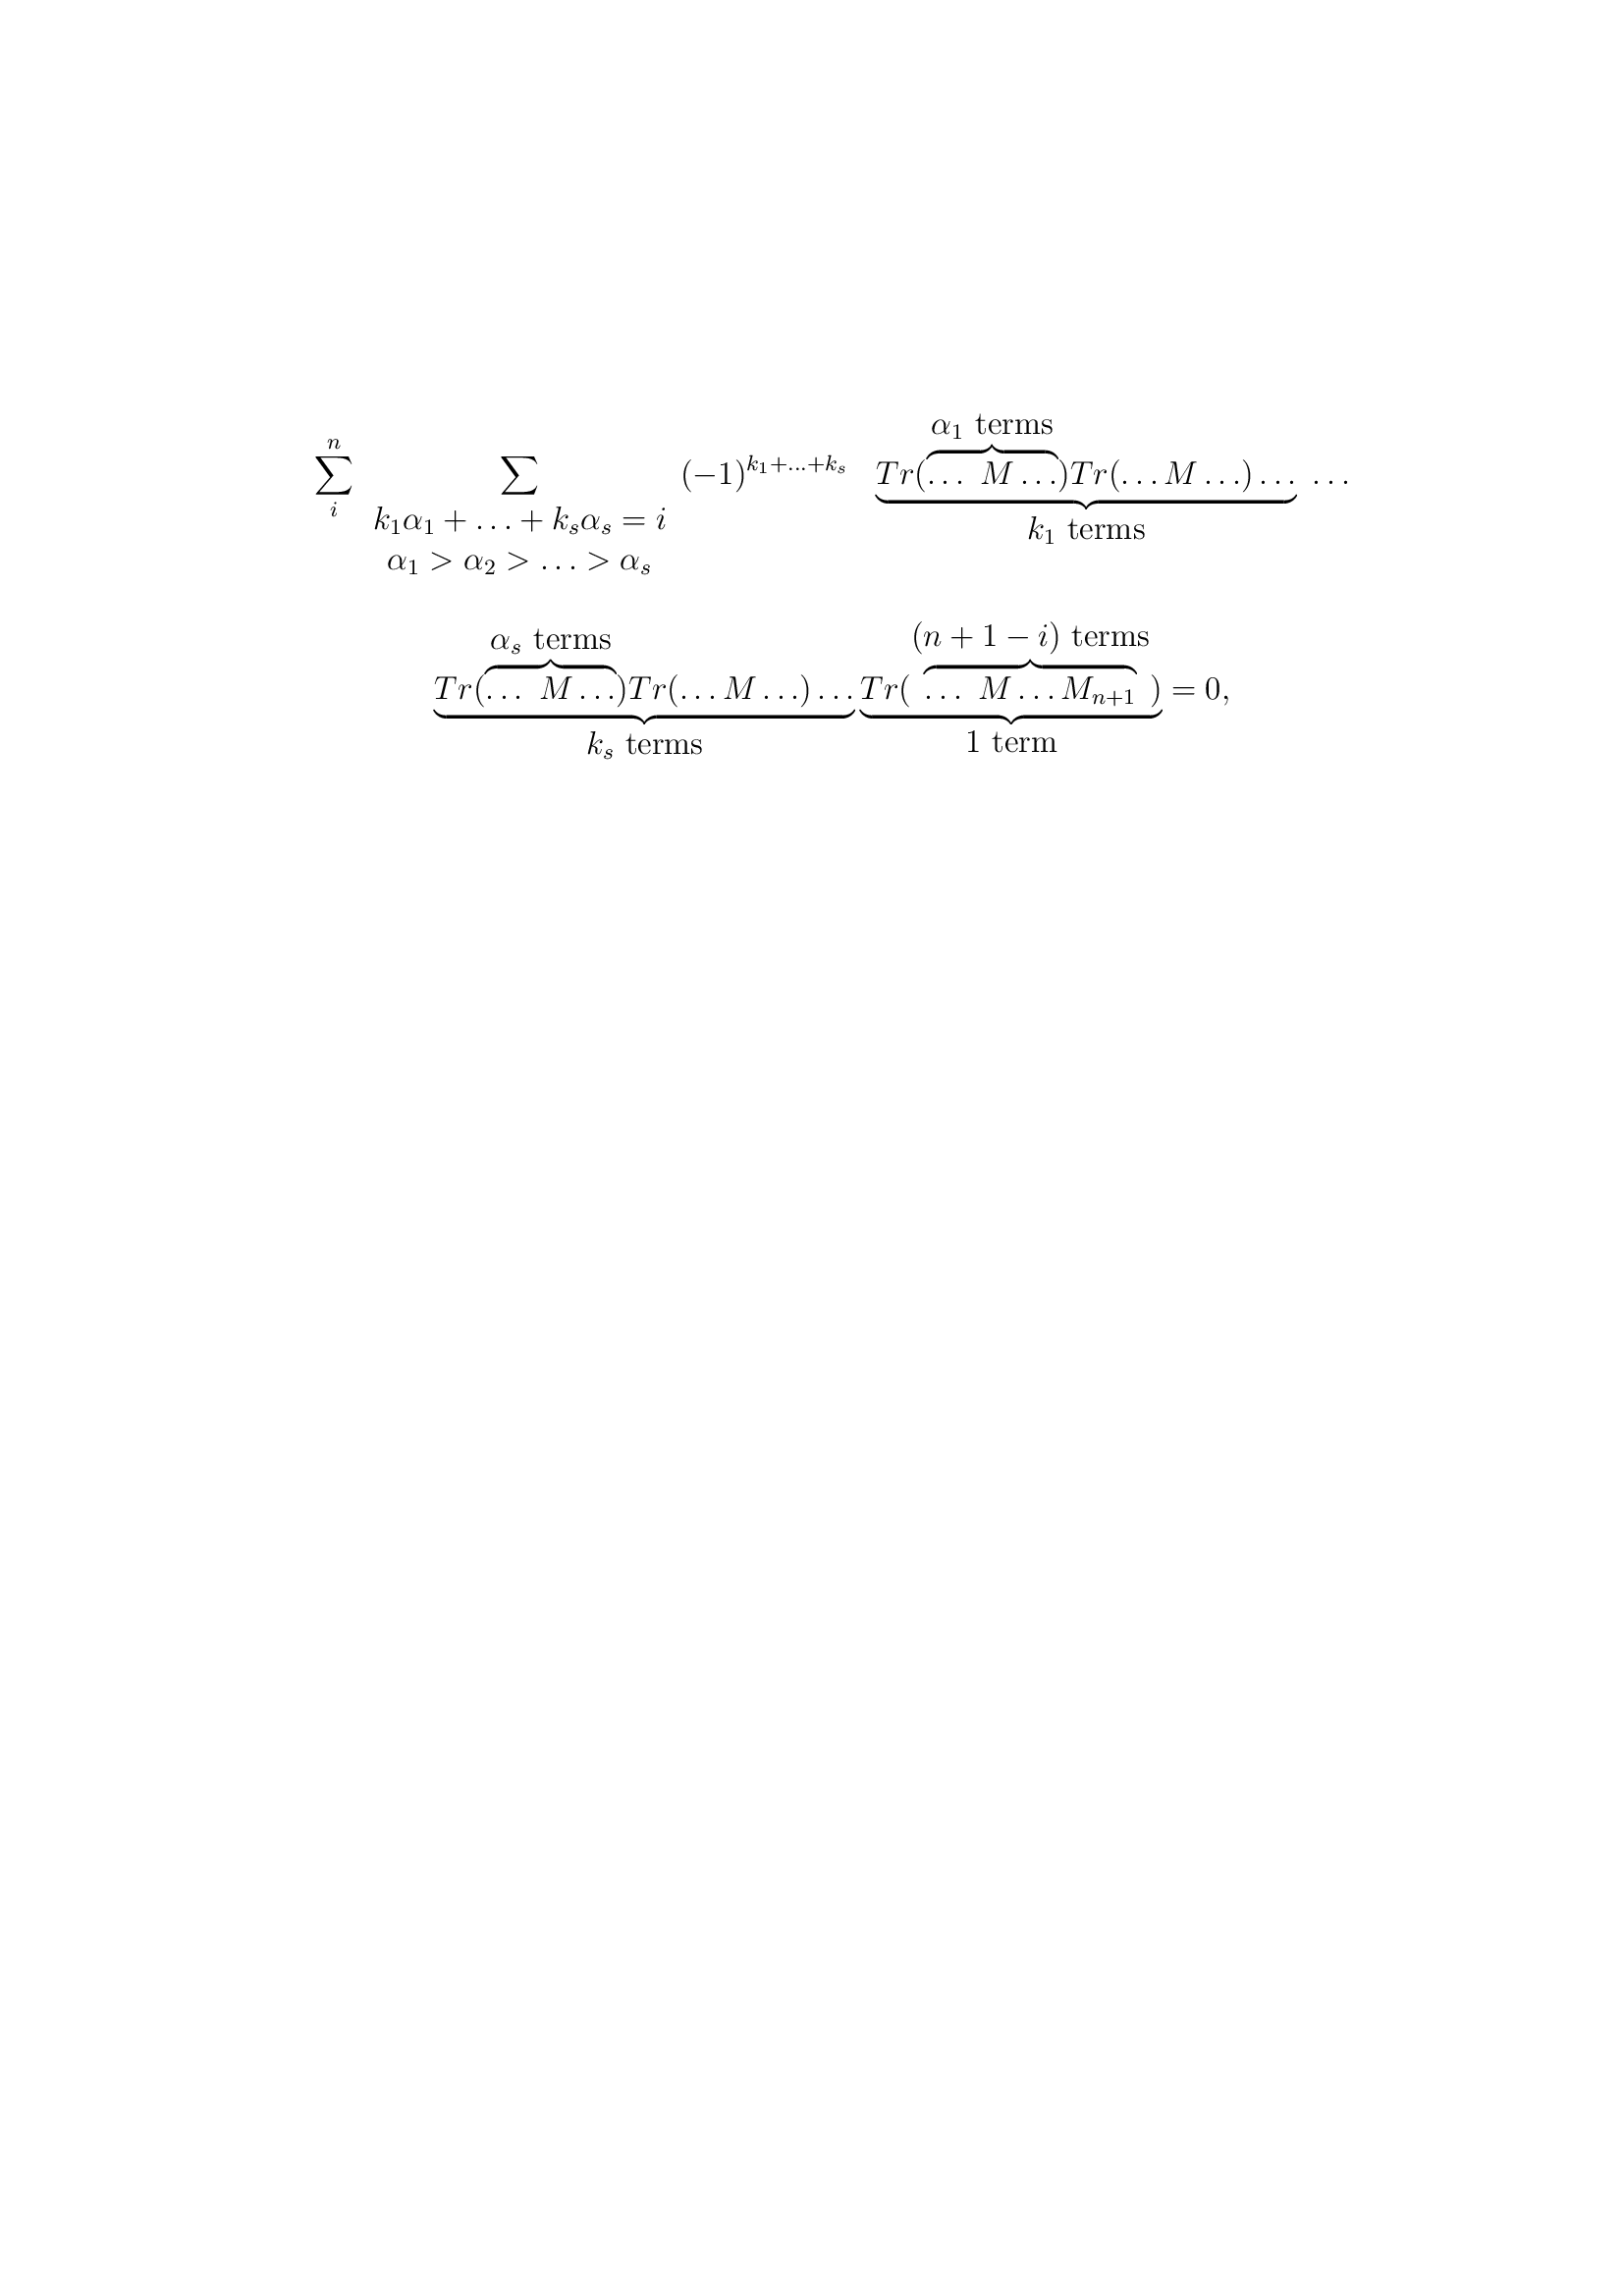 $$\sum_{i}^{n} \sum_{\substack{k_1\alpha_1 + \ldots + k_s\alpha_s = i \\ \alpha_1 > \alpha_2 > \ldots > \alpha_s}} (-1)^{k_1 + \ldots + k_s} \underbrace{Tr(\overbrace{\ldots\ M \ldots}^{\alpha_1 \text{ terms}})Tr(\ldots M \ldots) \ldots}_{k_1 \text{ terms}} \ldots$$
$$\underbrace{Tr(\overbrace{\ldots\ M \ldots}^{\alpha_s \text{ terms}})Tr(\ldots M \ldots) \ldots}_{k_s \text{ terms}} \underbrace{Tr(\overbrace{\ldots\ M \ldots M_{n+1}}^{(n+1-i) \text{ terms}})}_{1 \text{ term}} = 0,$$